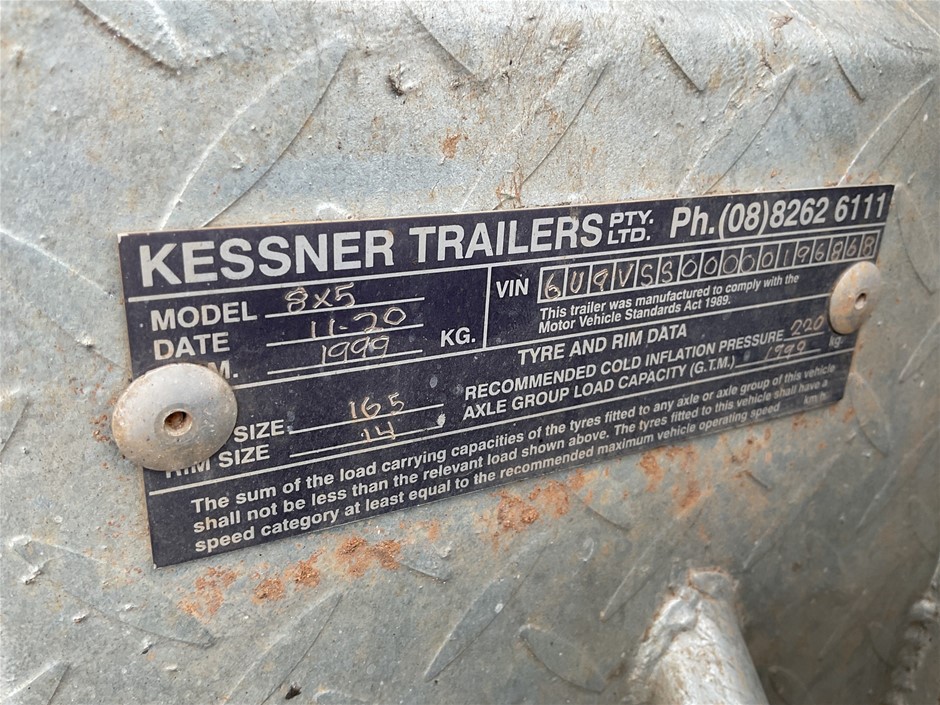 KESSNER TRAILERS PTY. LTD. Ph.(08)8262 6111
MODEL 8x5
DATE 11-20
M. 1999 KG.
SIZE 165
RIM SIZE 14
VIN 6U9VSS00000196868
This trailer was manufactured to comply with the
Motor Vehicle Standards Act 1989.
TYRE AND RIM DATA
RECOMMENDED COLD INFLATION PRESSURE 220
AXLE GROUP LOAD CAPACITY (G.T.M.) 1999 kg.
The sum of the load carrying capacities of the tyres fitted to any axle or axle group of this vehicle
shall not be less than the relevant load shown above. The tyres fitted to this vehicle shall have a
speed category at least equal to the recommended maximum vehicle operating speed km/h